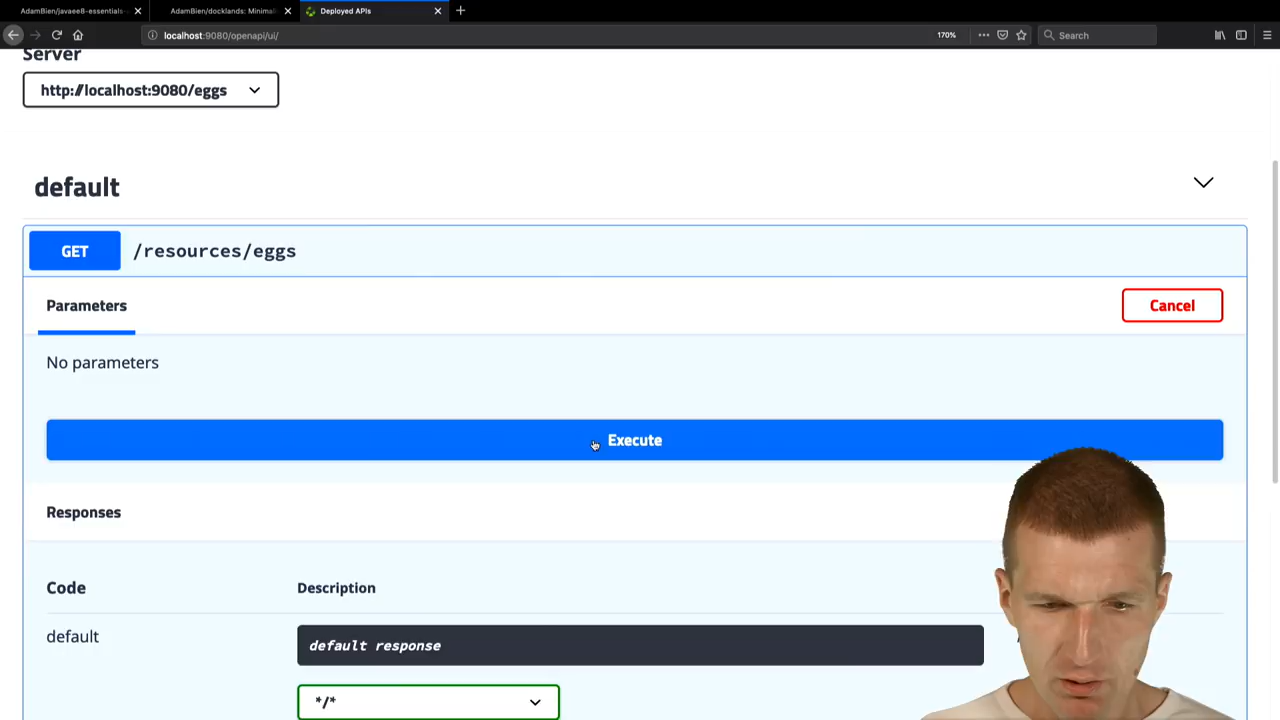 AdamBien/javaee8-essentials-
AdamBien/docklands: Minimal
Deployed APIs
localhost:9080/openapi/ui/
170%
Search
Server
http://localhost:9080/eggs
default
GET /resources/eggs
Parameters
Cancel
No parameters
Execute
Responses
Code Description
default
default response
*/*